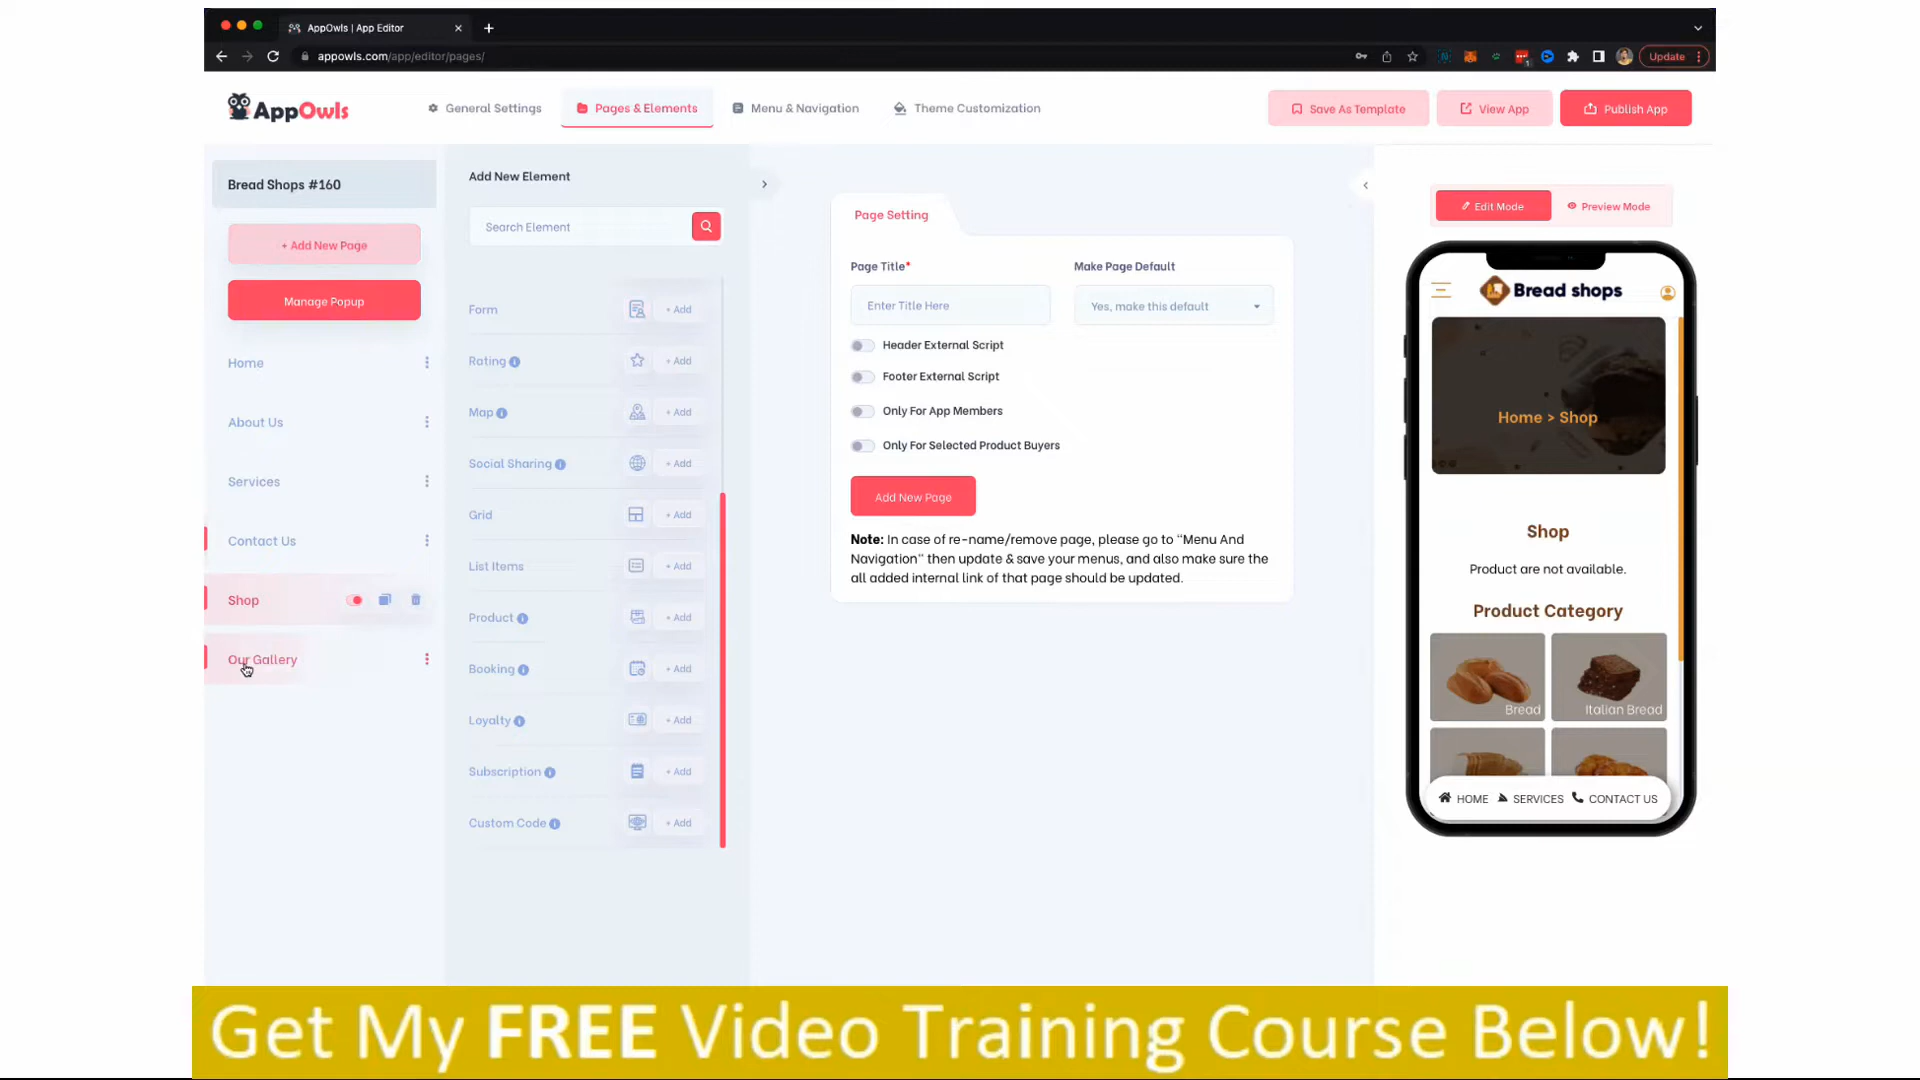 AppOwls | App Editor
appowls.com/app/editor/pages/
Update
AppOwls
General Settings
Pages & Elements
Menu & Navigation
Theme Customization
Save As Template
View App
Publish App
Bread Shops #160
+ Add New Page
Manage Popup
Home
About Us
Services
Contact Us
Shop
Our Gallery
Add New Element
Search Element
Form
+ Add
Rating
+ Add
Map
+ Add
Social Sharing
+ Add
Grid
+ Add
List Items
+ Add
Product
+ Add
Booking
+ Add
Loyalty
+ Add
Subscription
+ Add
Custom Code
+ Add
Page Setting
Page Title*
Make Page Default
Enter Title Here
Yes, make this default
Header External Script
Footer External Script
Only For App Members
Only For Selected Product Buyers
Add New Page
Note: In case of re-name/remove page, please go to “Menu And
Navigation” then update & save your menus, and also make sure the
all added internal link of that page should be updated.
Edit Mode
Preview Mode
Bread shops
Home > Shop
Shop
Product are not available.
Product Category
Bread
Italian Bread
HOME
SERVICES
CONTACT US
Get My FREE Video Training Course Below!